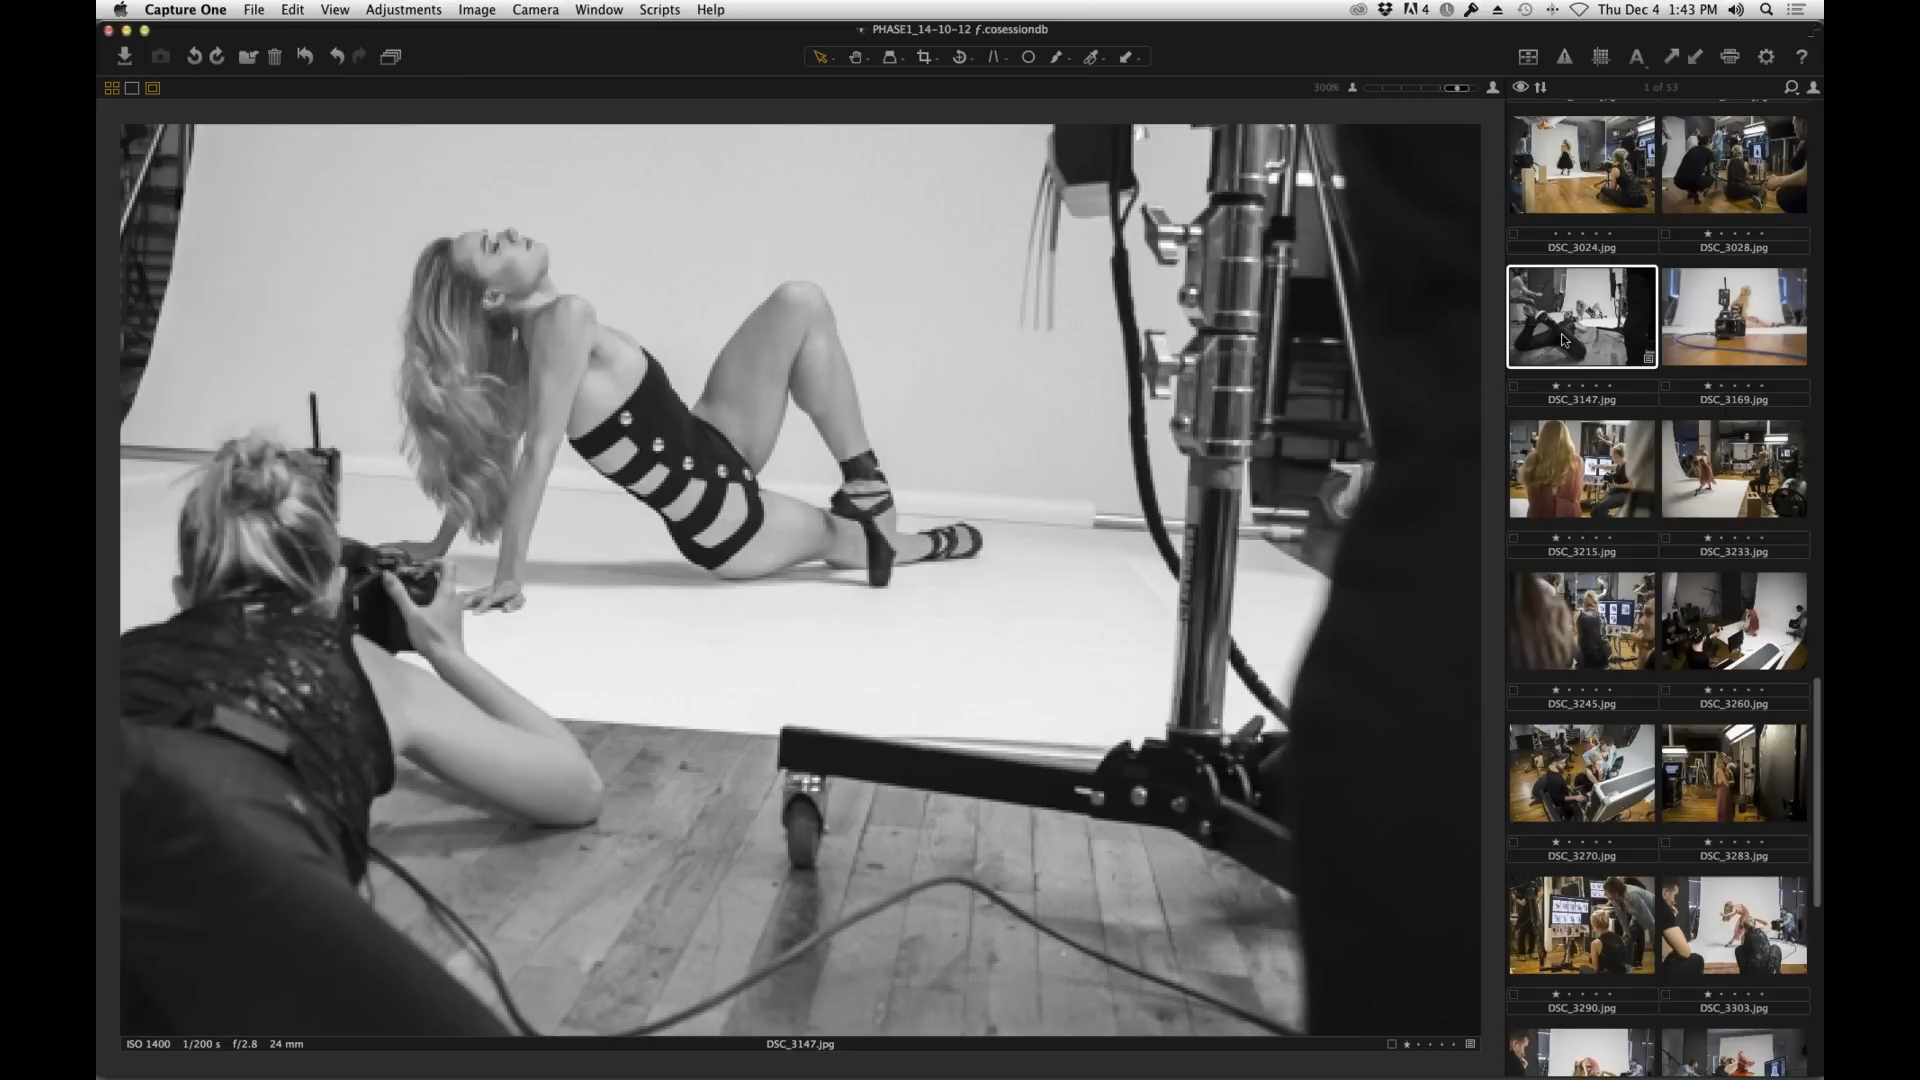 Capture One File Edit View Adjustments Image Camera Window Scripts Help 4 Thu Dec 4 1:43 PM
PHASE1_14-10-12 ƒ.cosessiondb
300%
1 of 53
DSC_3024.jpg DSC_3028.jpg
DSC_3147.jpg DSC_3169.jpg
DSC_3215.jpg DSC_3233.jpg
DSC_3245.jpg DSC_3260.jpg
DSC_3270.jpg DSC_3283.jpg
DSC_3290.jpg DSC_3303.jpg
ISO 1400 1/200 s f/2.8 24 mm DSC_3147.jpg